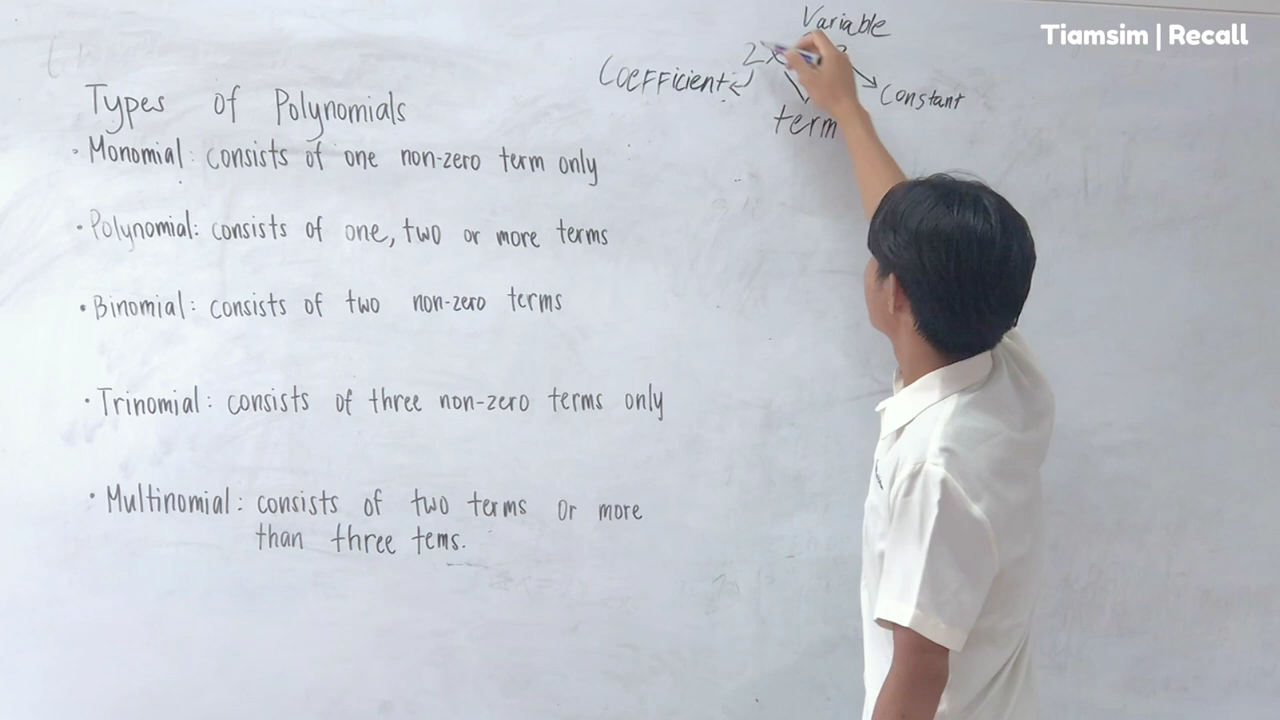 Tiamsim | Recall
Variable
2x
Coefficient
Constant
term
Types of Polynomials
• Monomial: consists of one non-zero term only
• Polynomial: consists of one, two or more terms
• Binomial: consists of two non-zero terms
• Trinomial: consists of three non-zero terms only
• Multinomial: consists of two terms or more
than three tems.